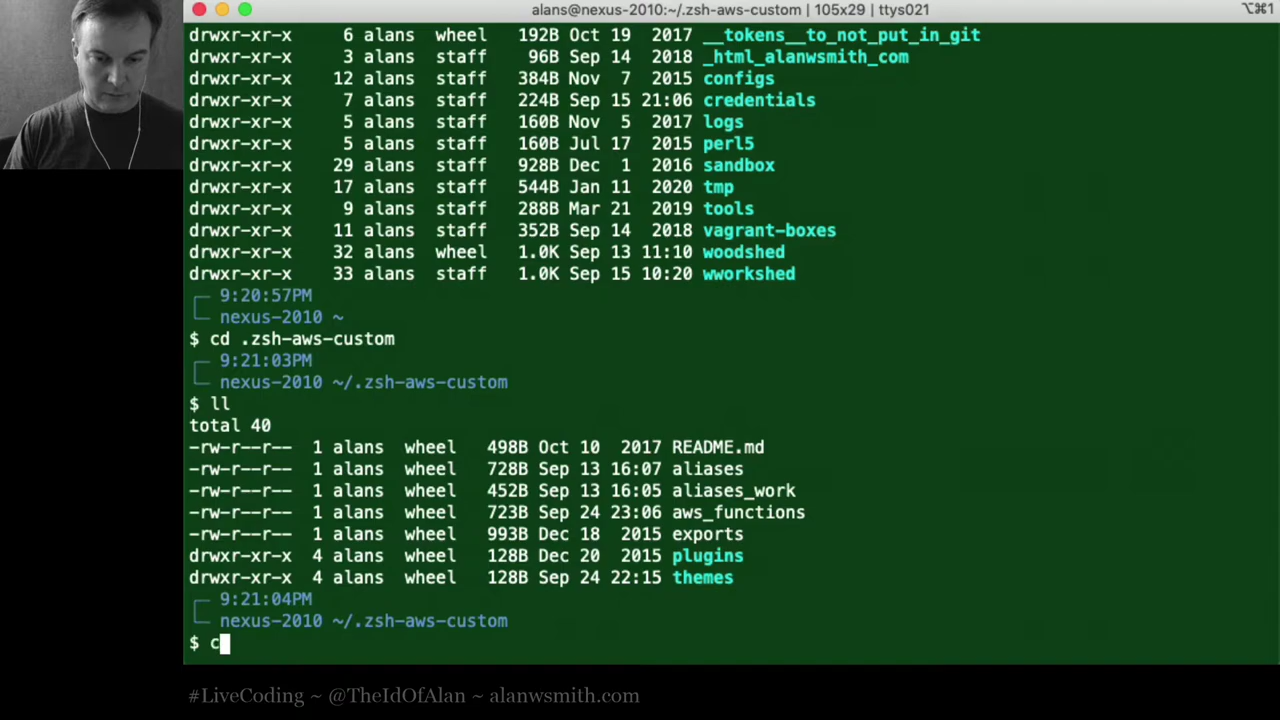 alans@nexus-2010:~/.zsh-aws-custom | 105x29 | ttys021 ⌥⌘1
drwxr-xr-x 6 alans wheel 192B Oct 19 2017 __tokens__to_not_put_in_git
drwxr-xr-x 3 alans staff 96B Sep 14 2018 _html_alanwsmith_com
drwxr-xr-x 12 alans staff 384B Nov 7 2015 configs
drwxr-xr-x 7 alans staff 224B Sep 15 21:06 credentials
drwxr-xr-x 5 alans staff 160B Nov 5 2017 logs
drwxr-xr-x 5 alans staff 160B Jul 17 2015 perl5
drwxr-xr-x 29 alans staff 928B Dec 1 2016 sandbox
drwxr-xr-x 17 alans staff 544B Jan 11 2020 tmp
drwxr-xr-x 9 alans staff 288B Mar 21 2019 tools
drwxr-xr-x 11 alans staff 352B Sep 14 2018 vagrant-boxes
drwxr-xr-x 32 alans wheel 1.0K Sep 13 11:10 woodshed
drwxr-xr-x 33 alans staff 1.0K Sep 15 10:20 wworkshed
9:20:57PM
nexus-2010 ~
$ cd .zsh-aws-custom
9:21:03PM
nexus-2010 ~/.zsh-aws-custom
$ ll
total 40
-rw-r--r-- 1 alans wheel 498B Oct 10 2017 README.md
-rw-r--r-- 1 alans wheel 728B Sep 13 16:07 aliases
-rw-r--r-- 1 alans wheel 452B Sep 13 16:05 aliases_work
-rw-r--r-- 1 alans wheel 723B Sep 24 23:06 aws_functions
-rw-r--r-- 1 alans wheel 993B Dec 18 2015 exports
drwxr-xr-x 4 alans wheel 128B Dec 20 2015 plugins
drwxr-xr-x 4 alans wheel 128B Sep 24 22:15 themes
9:21:04PM
nexus-2010 ~/.zsh-aws-custom
$ c
#LiveCoding ~ @TheIdOfAlan ~ alanwsmith.com